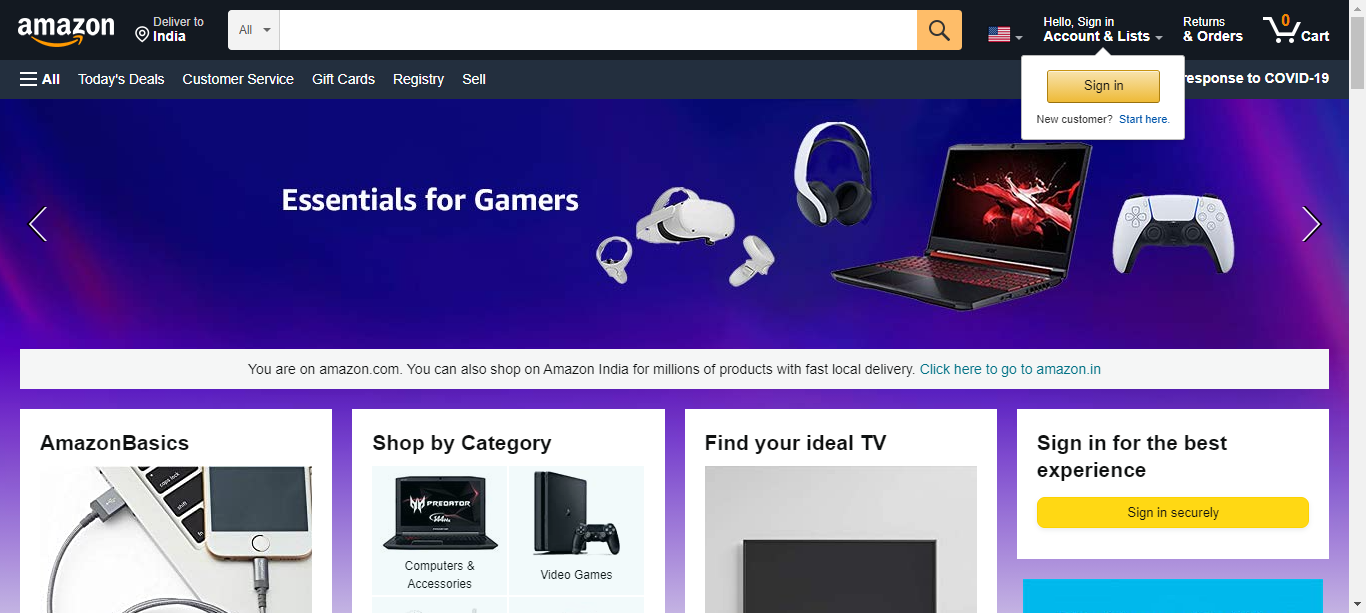 amazon
Deliver to
India
All
Hello, Sign in
Account & Lists
Returns
& Orders
0
Cart
All
Today's Deals
Customer Service
Gift Cards
Registry
Sell
response to COVID-19
Sign in
New customer? Start here.
Essentials for Gamers
You are on amazon.com. You can also shop on Amazon India for millions of products with fast local delivery. Click here to go to amazon.in
AmazonBasics
Shop by Category
Find your ideal TV
Sign in for the best
experience
Sign in securely
caps lock
shift
fn
PREDATOR
Computers &
Accessories
Video Games